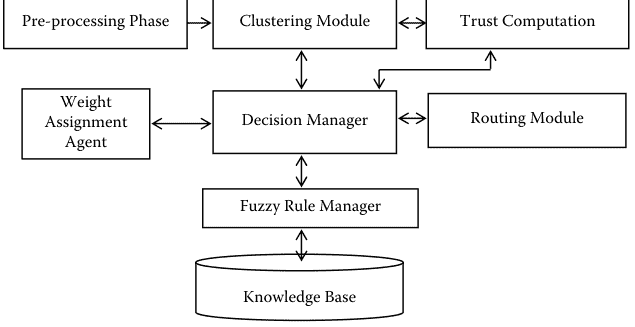 Pre-processing Phase
Clustering Module
Trust Computation
Weight
Assignment
Agent
Decision Manager
Routing Module
Fuzzy Rule Manager
Knowledge Base